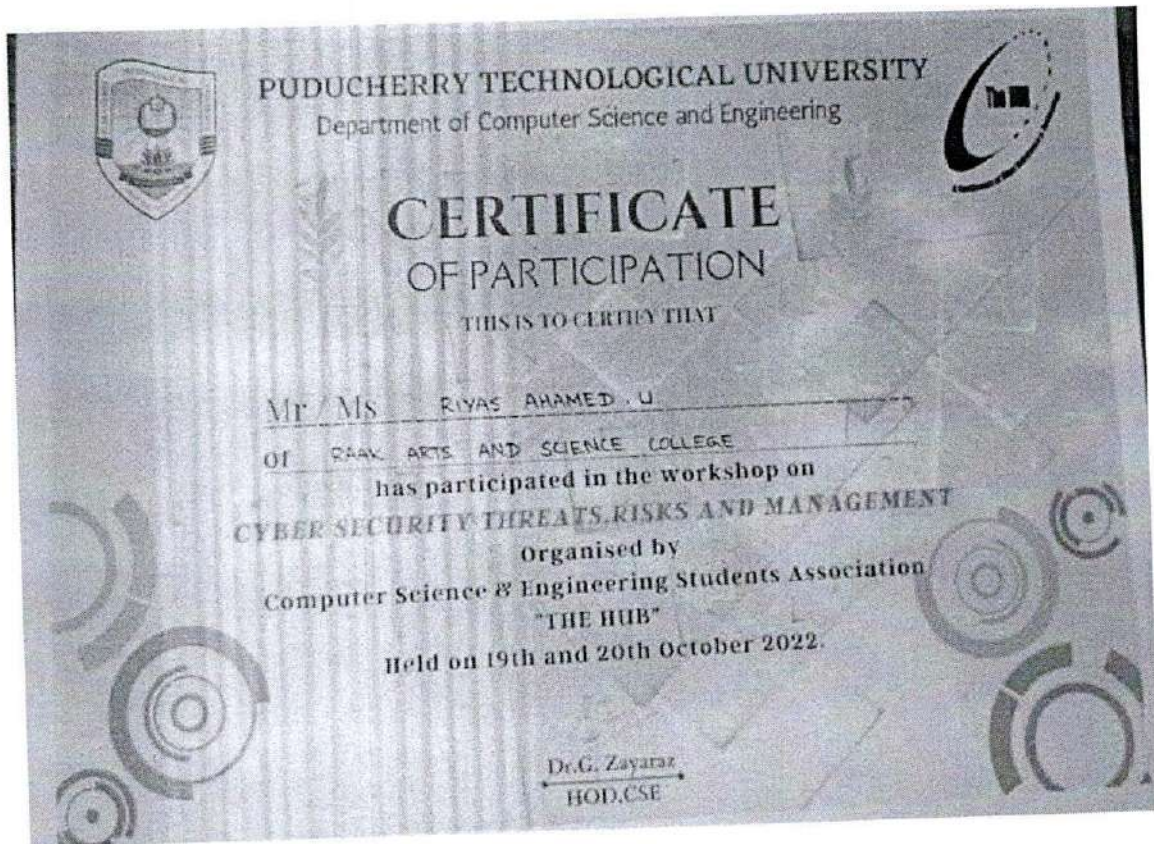 PUDUCHERRY TECHNOLOGICAL UNIVERSITY
Department of Computer Science and Engineering
CERTIFICATE
OF PARTICIPATION
THIS IS TO CERTIFY THAT
Mr / Ms RIYAS AHAMED . U
of RAAK ARTS AND SCIENCE COLLEGE
has participated in the workshop on
CYBER SECURITY THREATS,RISKS AND MANAGEMENT
Organised by
Computer Science & Engineering Students Association
"THE HUB"
Held on 19th and 20th October 2022.
Dr.G. Zayaraz
HOD,CSE